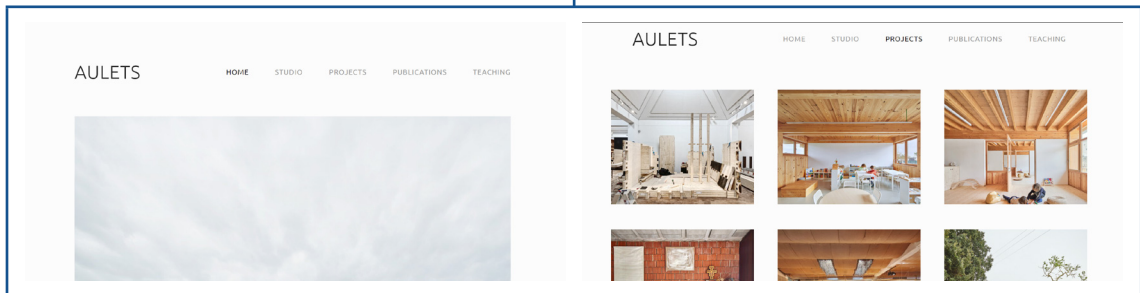 AULETS
HOME STUDIO PROJECTS PUBLICATIONS TEACHING
AULETS
HOME STUDIO PROJECTS PUBLICATIONS TEACHING